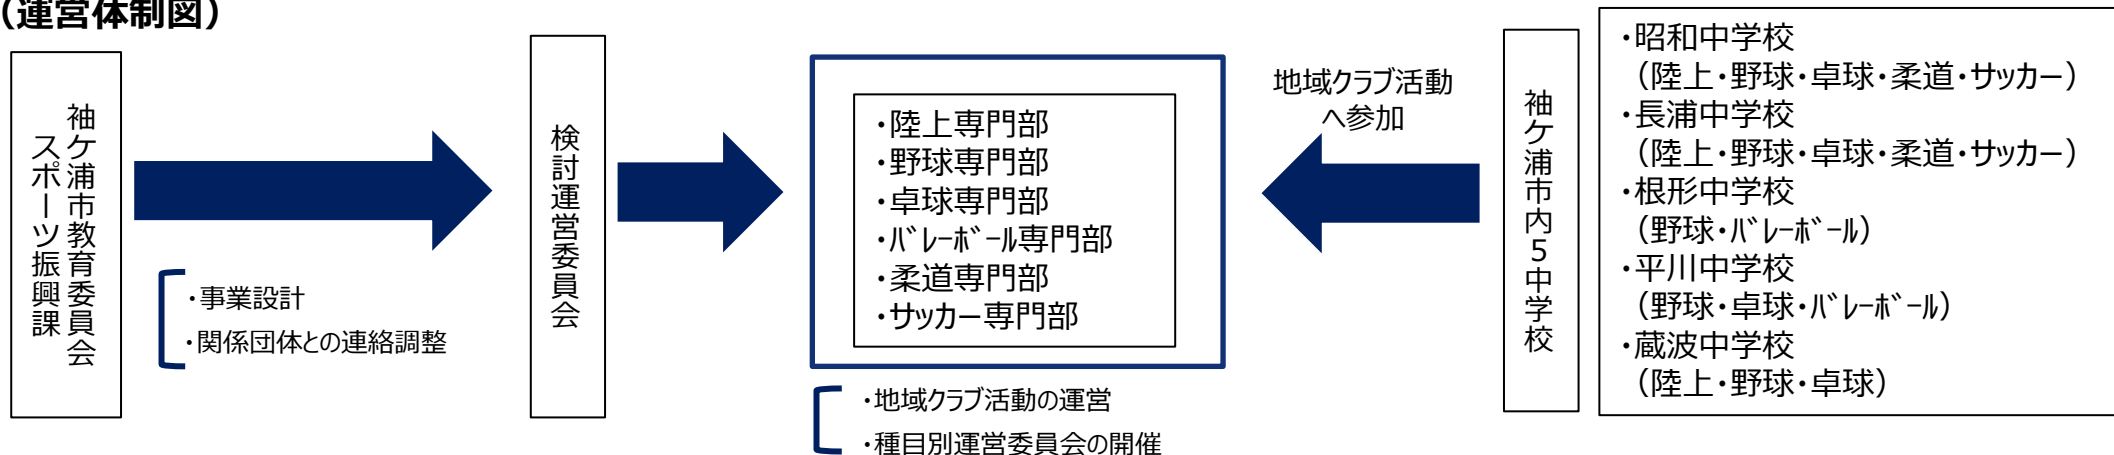 （運営体制図）
袖ケ浦市教育委員会
スポーツ振興課
・事業設計
・関係団体との連絡調整
検討運営委員会
・陸上専門部
・野球専門部
・卓球専門部
・ﾊﾞﾚｰﾎﾞｰﾙ専門部
・柔道専門部
・サッカー専門部
・地域クラブ活動の運営
・種目別運営委員会の開催
地域クラブ活動
へ参加
袖ケ浦市内５中学校
・昭和中学校
（陸上・野球・卓球・柔道・サッカー）
・長浦中学校
（陸上・野球・卓球・柔道・サッカー）
・根形中学校
（野球・ﾊﾞﾚｰﾎﾞｰﾙ）
・平川中学校
（野球・卓球・ﾊﾞﾚｰﾎﾞｰﾙ）
・蔵波中学校
（陸上・野球・卓球）